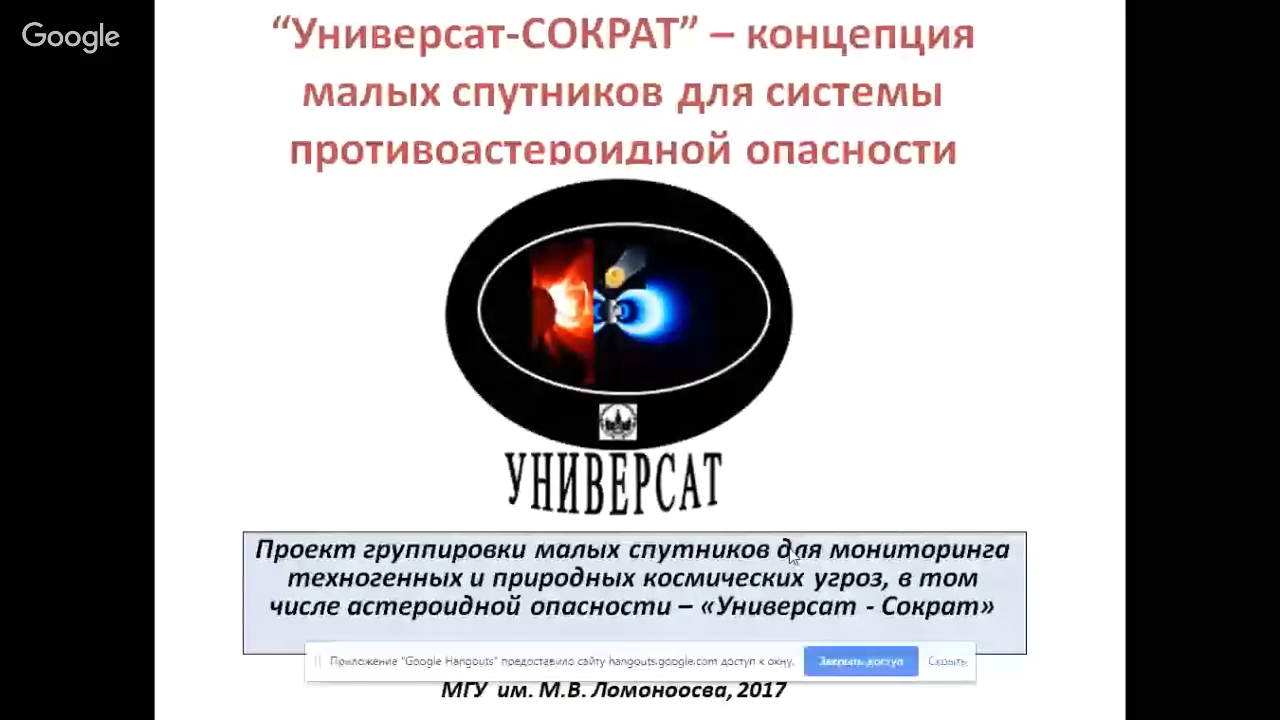 Google
“Универсат-СОКРАТ” – концепция
малых спутников для системы
противоастероидной опасности
УНИВЕРСАТ
Проект группировки малых спутников для мониторинга
техногенных и природных космических угроз, в том
числе астероидной опасности – «Универсат - Сократ»
Приложение "Google Hangouts" предоставило сайту hangouts.google.com доступ к окну. Закрыть доступ Скрыть
МГУ им. М.В. Ломоноосва, 2017